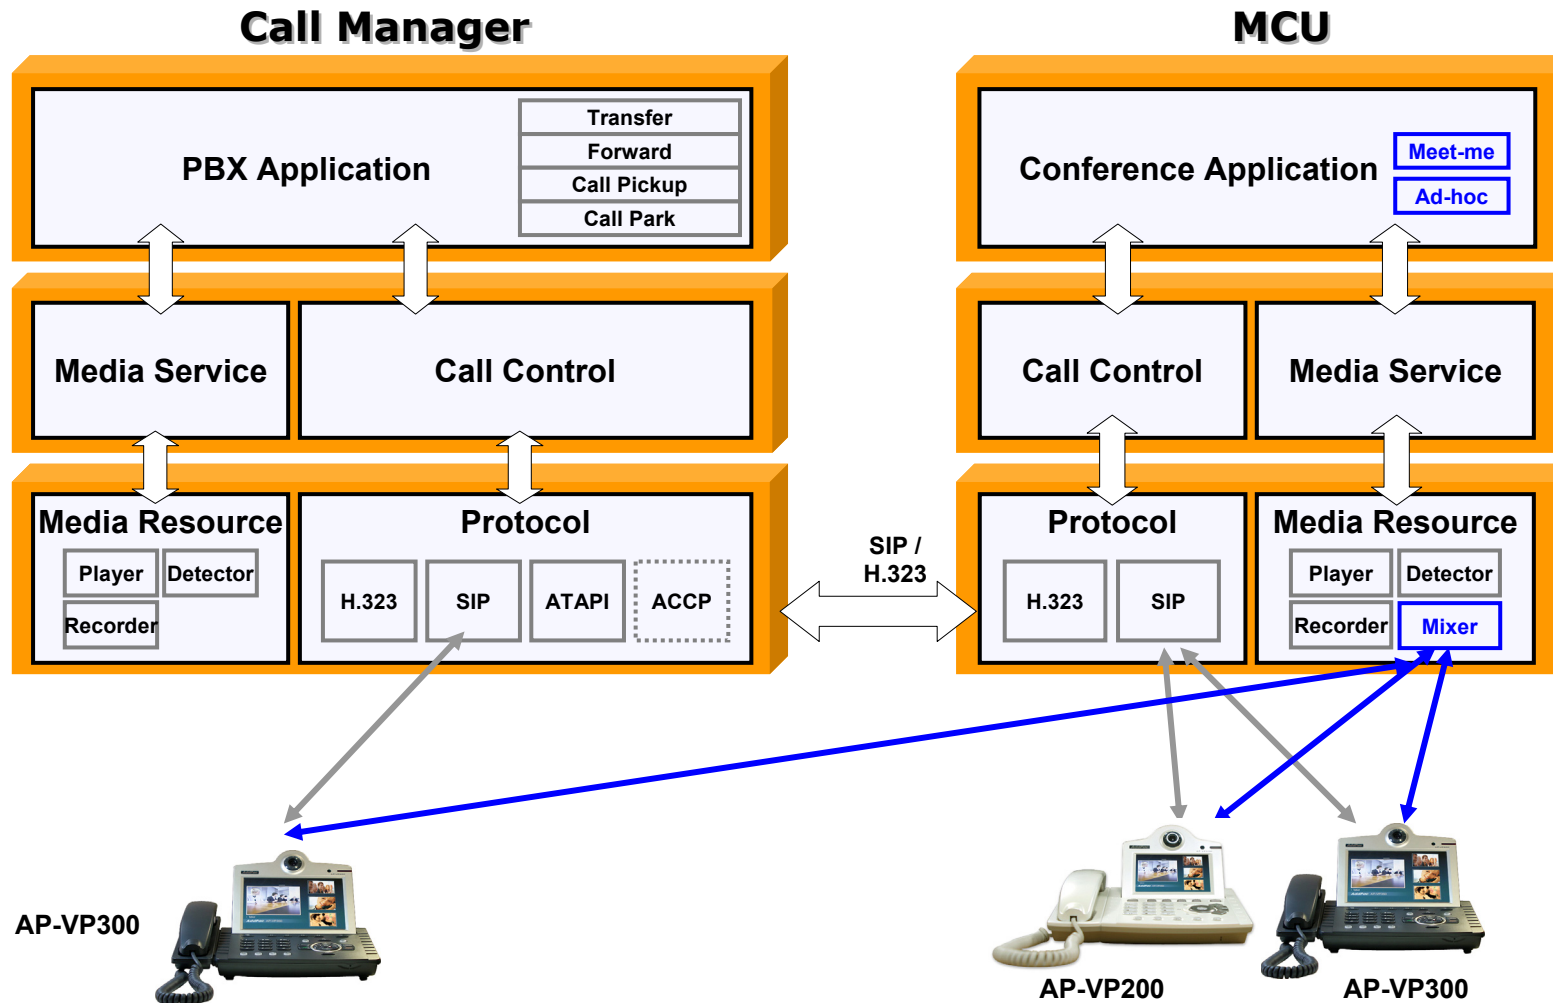 Call Manager
MCU
PBX Application
Transfer
Forward
Call Pickup
Call Park
Conference Application
Meet-me
Ad-hoc
Media Service
Call Control
Call Control
Media Service
Media Resource
Player
Detector
Recorder
Protocol
H.323
SIP
ATAPI
ACCP
SIP /
H.323
Protocol
H.323
SIP
Media Resource
Player
Detector
Recorder
Mixer
AP-VP300
AP-VP200
AP-VP300